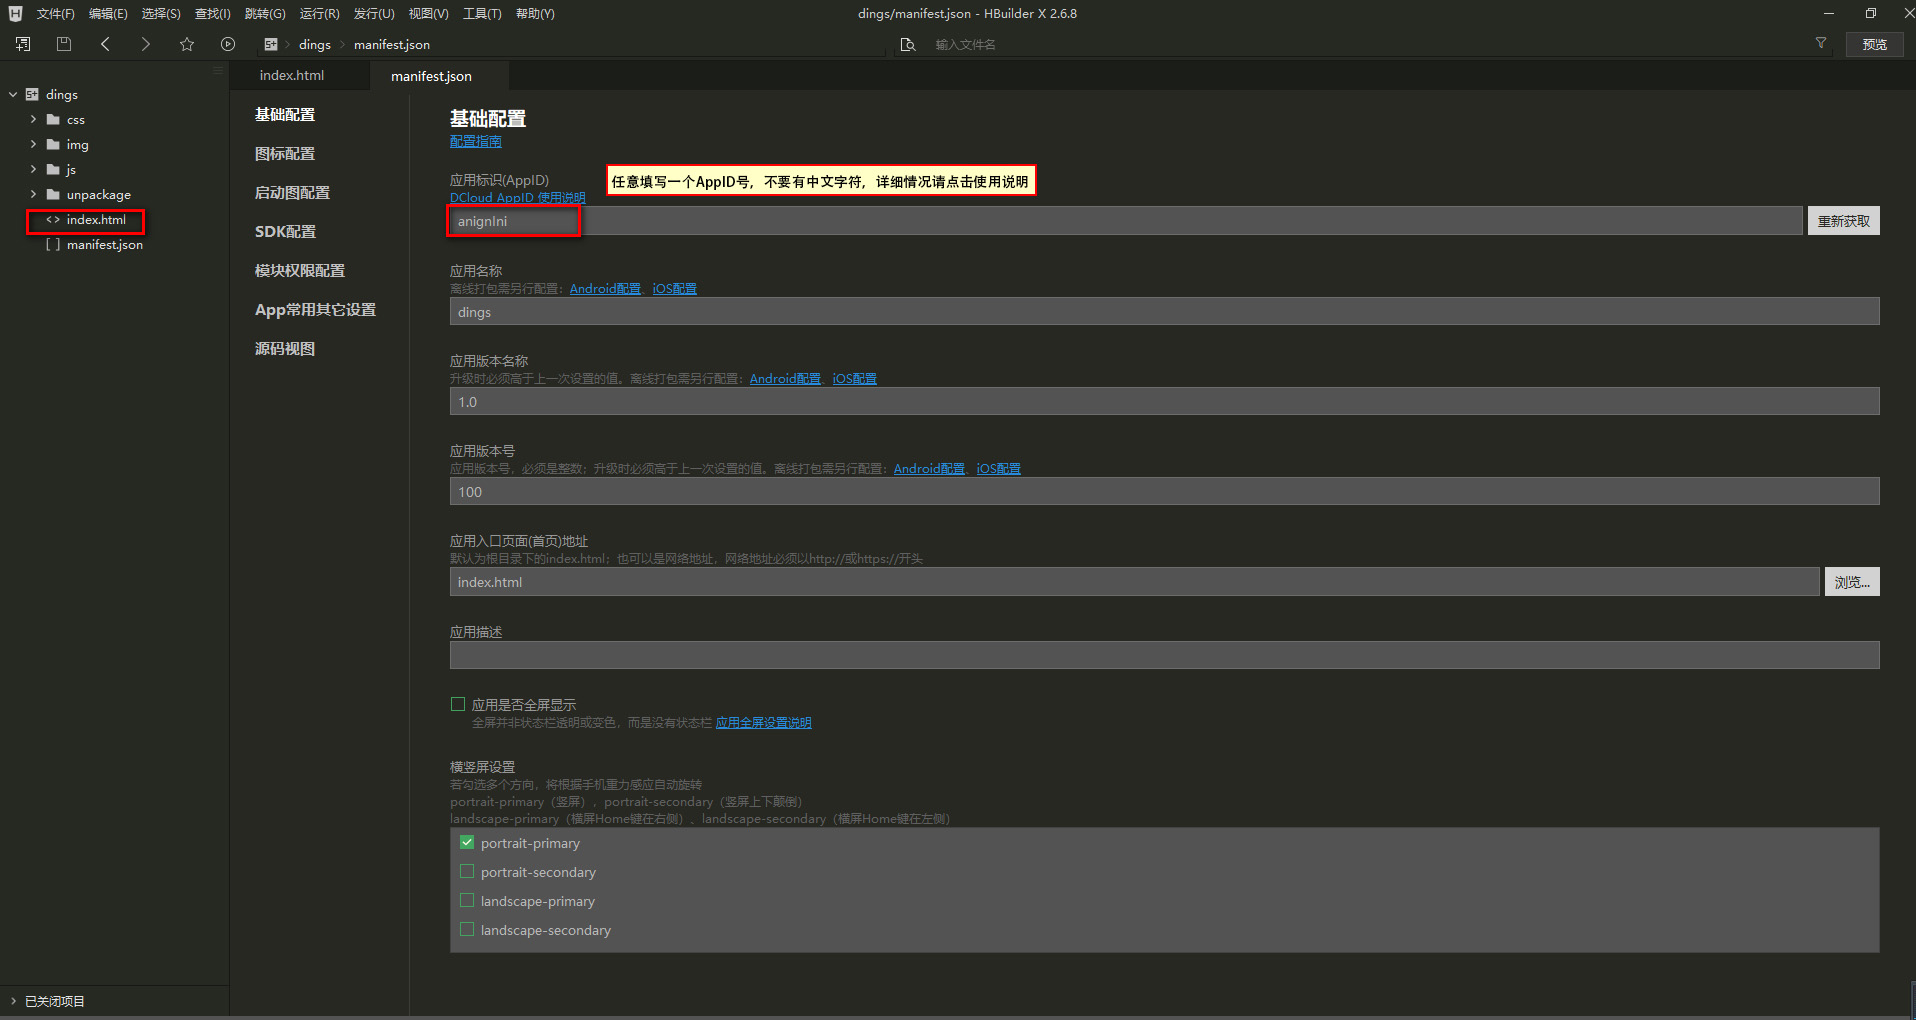 文件(F) 编辑(E) 选择(S) 查找(I) 跳转(G) 运行(R) 发行(U) 视图(V) 工具(T) 帮助(Y)
dings/manifest.json - HBuilder X 2.6.8
dings
manifest.json
输入文件名
预览
index.html
manifest.json
dings
css
img
js
unpackage
<> index.html
[ ] manifest.json
已关闭项目
基础配置
图标配置
启动图配置
SDK配置
模块权限配置
App常用其它设置
源码视图
基础配置
配置指南
应用标识(AppID)
DCloud AppID 使用说明
任意填写一个AppID号，不要有中文字符，详细情况请点击使用说明
anignIni
重新获取
应用名称
离线打包需另行配置：Android配置、iOS配置
dings
应用版本名称
升级时必须高于上一次设置的值。离线打包需另行配置：Android配置、iOS配置
1.0
应用版本号
应用版本号，必须是整数；升级时必须高于上一次设置的值。离线打包需另行配置：Android配置、iOS配置
100
应用入口页面(首页)地址
默认为根目录下的index.html；也可以是网络地址，网络地址必须以http://或https://开头
index.html
浏览...
应用描述
应用是否全屏显示
全屏并非状态栏透明或变色，而是没有状态栏 应用全屏设置说明
横竖屏设置
若勾选多个方向，将根据手机重力感应自动旋转
portrait-primary（竖屏）、portrait-secondary（竖屏上下颠倒）
landscape-primary（横屏Home键在右侧）、landscape-secondary（横屏Home键在左侧）
portrait-primary
portrait-secondary
landscape-primary
landscape-secondary